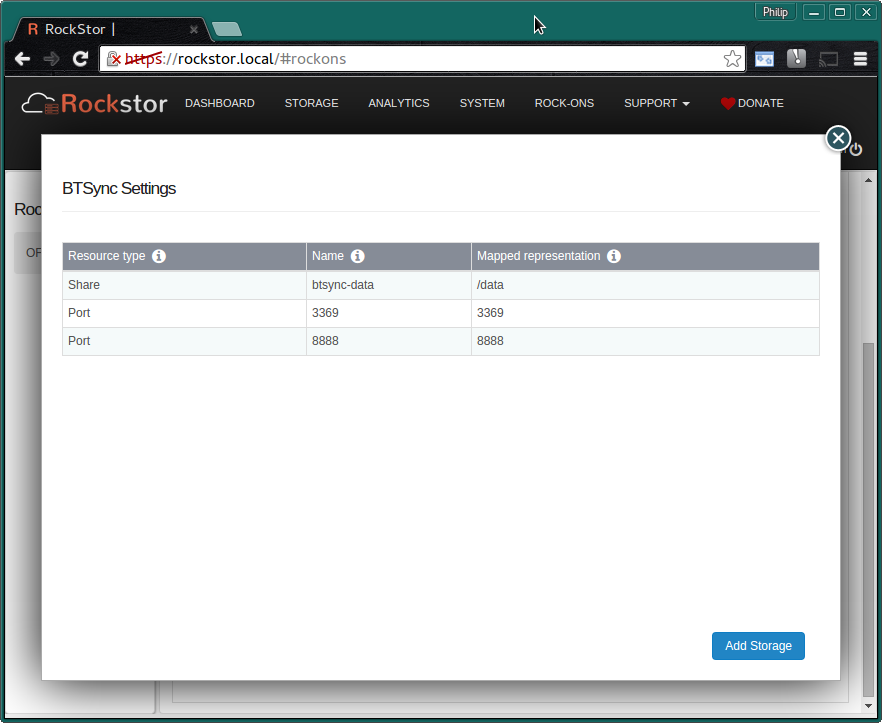 Philip
R RockStor |
https://rockstor.local/#rockons
Rockstor DASHBOARD STORAGE ANALYTICS SYSTEM ROCK-ONS SUPPORT DONATE
BTSync Settings
Roc
Resource type Name Mapped representation
Share btsync-data /data
Port 3369 3369
Port 8888 8888
Add Storage